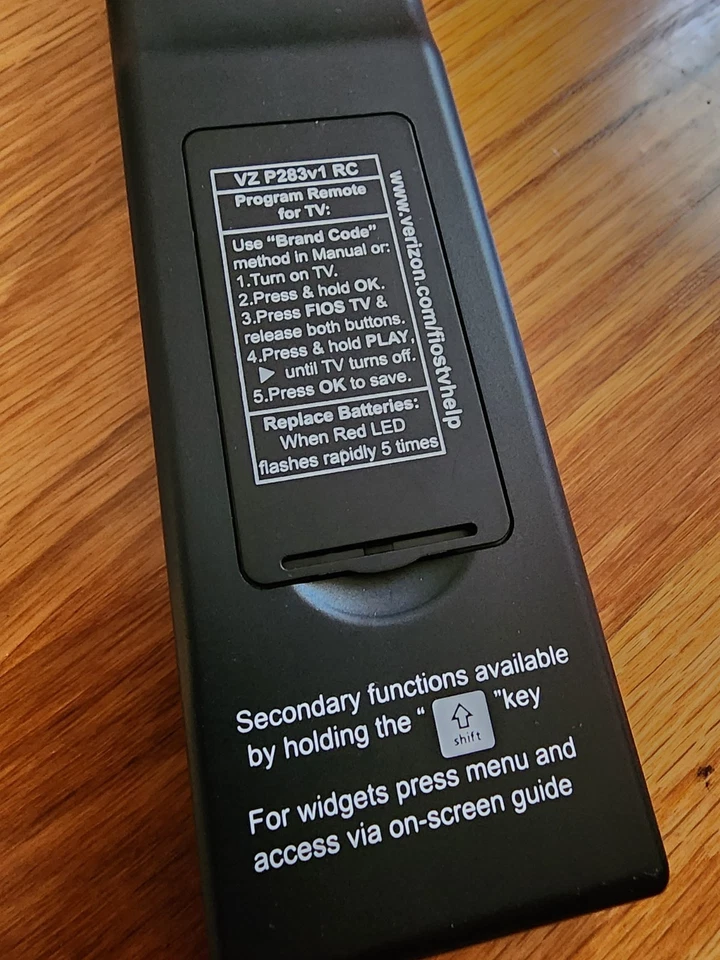 VZ P283v1 RC
Program Remote
for TV:
Use “Brand Code”
method in Manual or:
1.Turn on TV.
2.Press & hold OK.
3.Press FIOS TV &
release both buttons.
4.Press & hold PLAY,
▶ until TV turns off.
5.Press OK to save.
Replace Batteries:
When Red LED
flashes rapidly 5 times
www.verizon.com/fiostvhelp
Secondary functions available
by holding the “ shift ”key
For widgets press menu and
access via on-screen guide